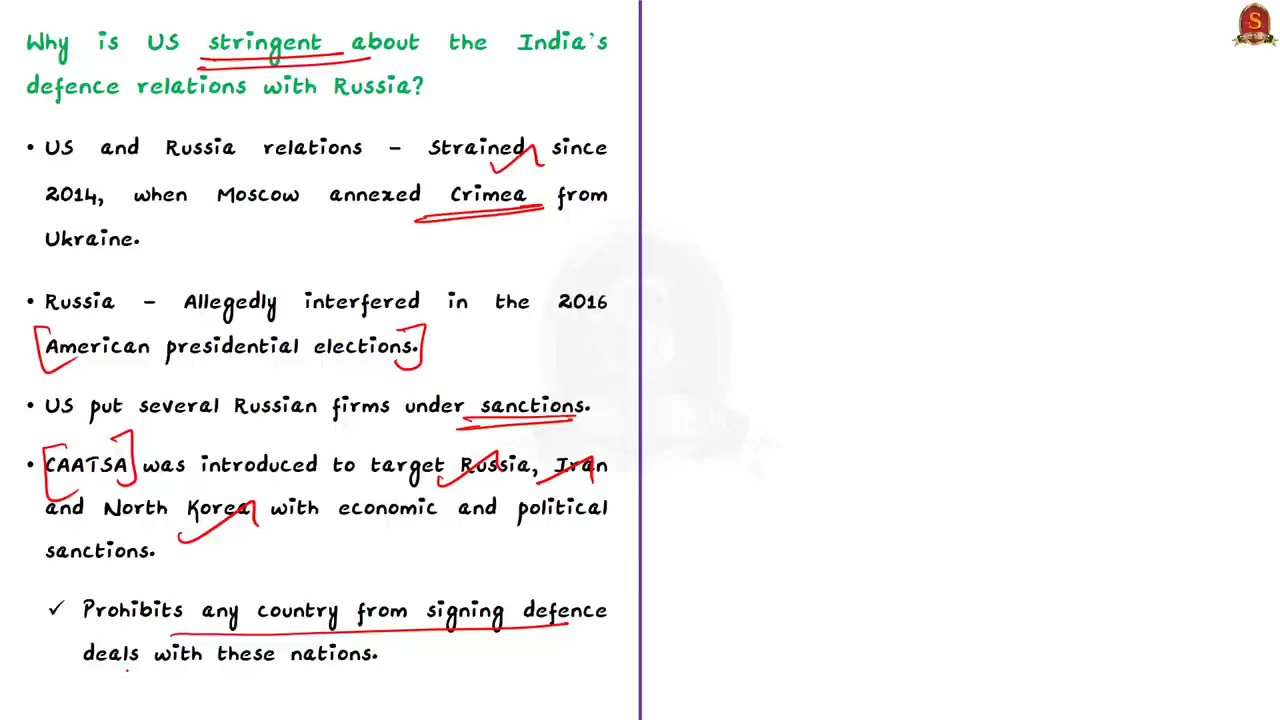 Why is US stringent about the India's
defence relations with Russia?
• US and Russia relations – Strained since
2014, when Moscow annexed Crimea from
Ukraine.
• Russia – Allegedly interfered in the 2016
American presidential elections.
• US put several Russian firms under sanctions.
• CAATSA was introduced to target Russia, Iran
and North Korea with economic and political
sanctions.
✓ Prohibits any country from signing defence
deals with these nations.
S